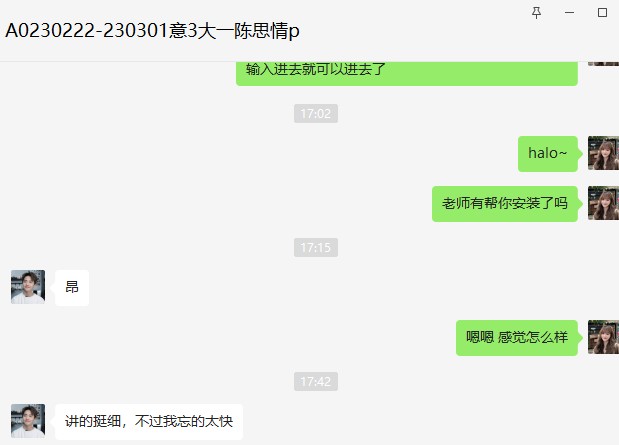 A0230222-230301意3大一陈思情p
输入进去就可以进去了
17:02
halo~
老师有帮你安装了吗
17:15
昂
嗯嗯 感觉怎么样
17:42
讲的挺细，不过我忘的太快